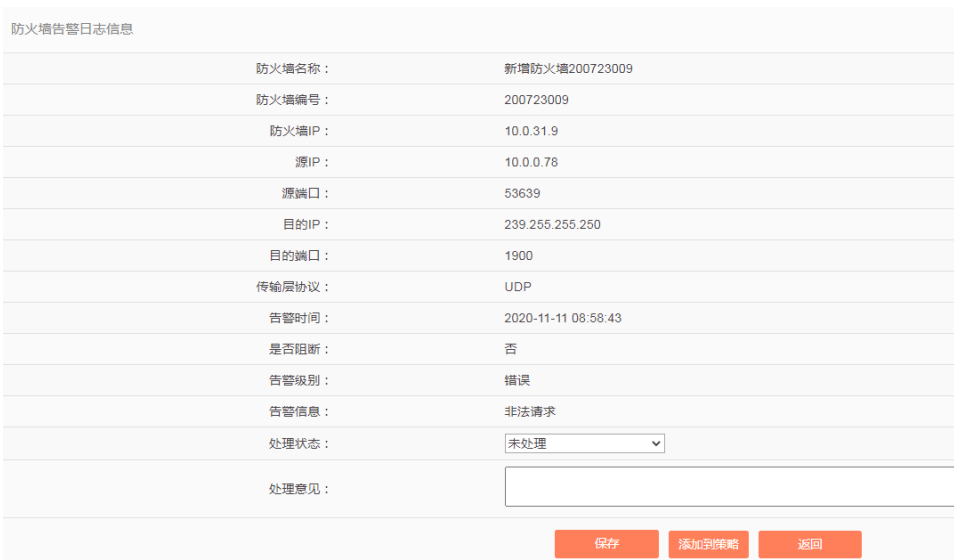 防火墙告警日志信息
防火墙名称： 新增防火墙200723009
防火墙编号： 200723009
防火墙IP： 10.0.31.9
源IP： 10.0.0.78
源端口： 53639
目的IP： 239.255.255.250
目的端口： 1900
传输层协议： UDP
告警时间： 2020-11-11 08:58:43
是否阻断： 否
告警级别： 错误
告警信息： 非法请求
处理状态： 未处理
处理意见：
保存 添加到策略 返回